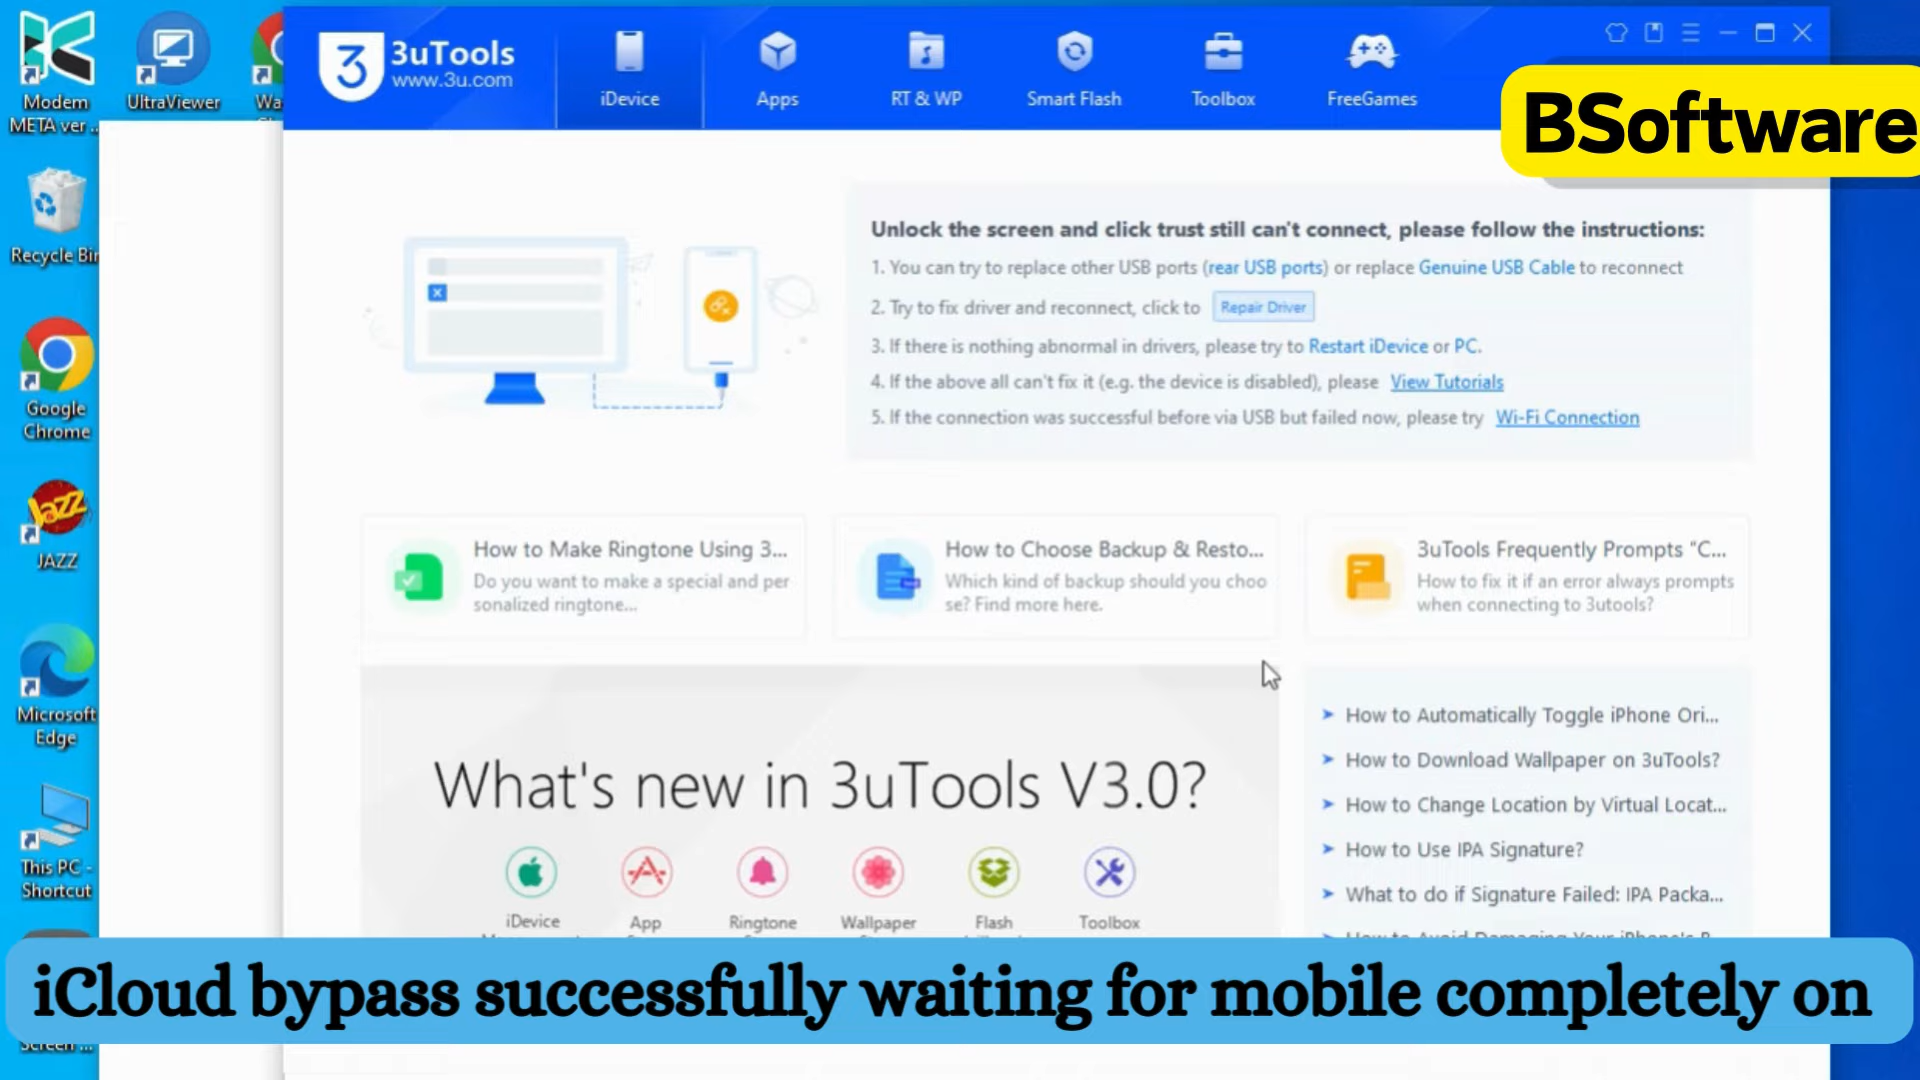 3uTools
www.3u.com
iDevice
Apps
RT & WP
Smart Flash
Toolbox
FreeGames
BSoftware
Modem
META ver ...
UltraViewer
Wa
Recycle Bin
Google
Chrome
JAZZ
Microsoft
Edge
This PC -
Shortcut
Unlock the screen and click trust still can't connect, please follow the instructions:
1. You can try to replace other USB ports (rear USB ports) or replace Genuine USB Cable to reconnect
2. Try to fix driver and reconnect, click to Repair Driver
3. If there is nothing abnormal in drivers, please try to Restart iDevice or PC.
4. If the above all can't fix it (e.g. the device is disabled), please View Tutorials
5. If the connection was successful before via USB but failed now, please try Wi-Fi Connection
How to Make Ringtone Using 3...
Do you want to make a special and per
sonalized ringtone...
How to Choose Backup & Resto...
Which kind of backup should you choo
se? Find more here.
3uTools Frequently Prompts “C...
How to fix it if an error always prompts
when connecting to 3utools?
What's new in 3uTools V3.0?
iDevice
App
Ringtone
Wallpaper
Flash
Toolbox
How to Automatically Toggle iPhone Ori...
How to Download Wallpaper on 3uTools?
How to Change Location by Virtual Locat...
How to Use IPA Signature?
What to do if Signature Failed: IPA Packa...
iCloud bypass successfully waiting for mobile completely on